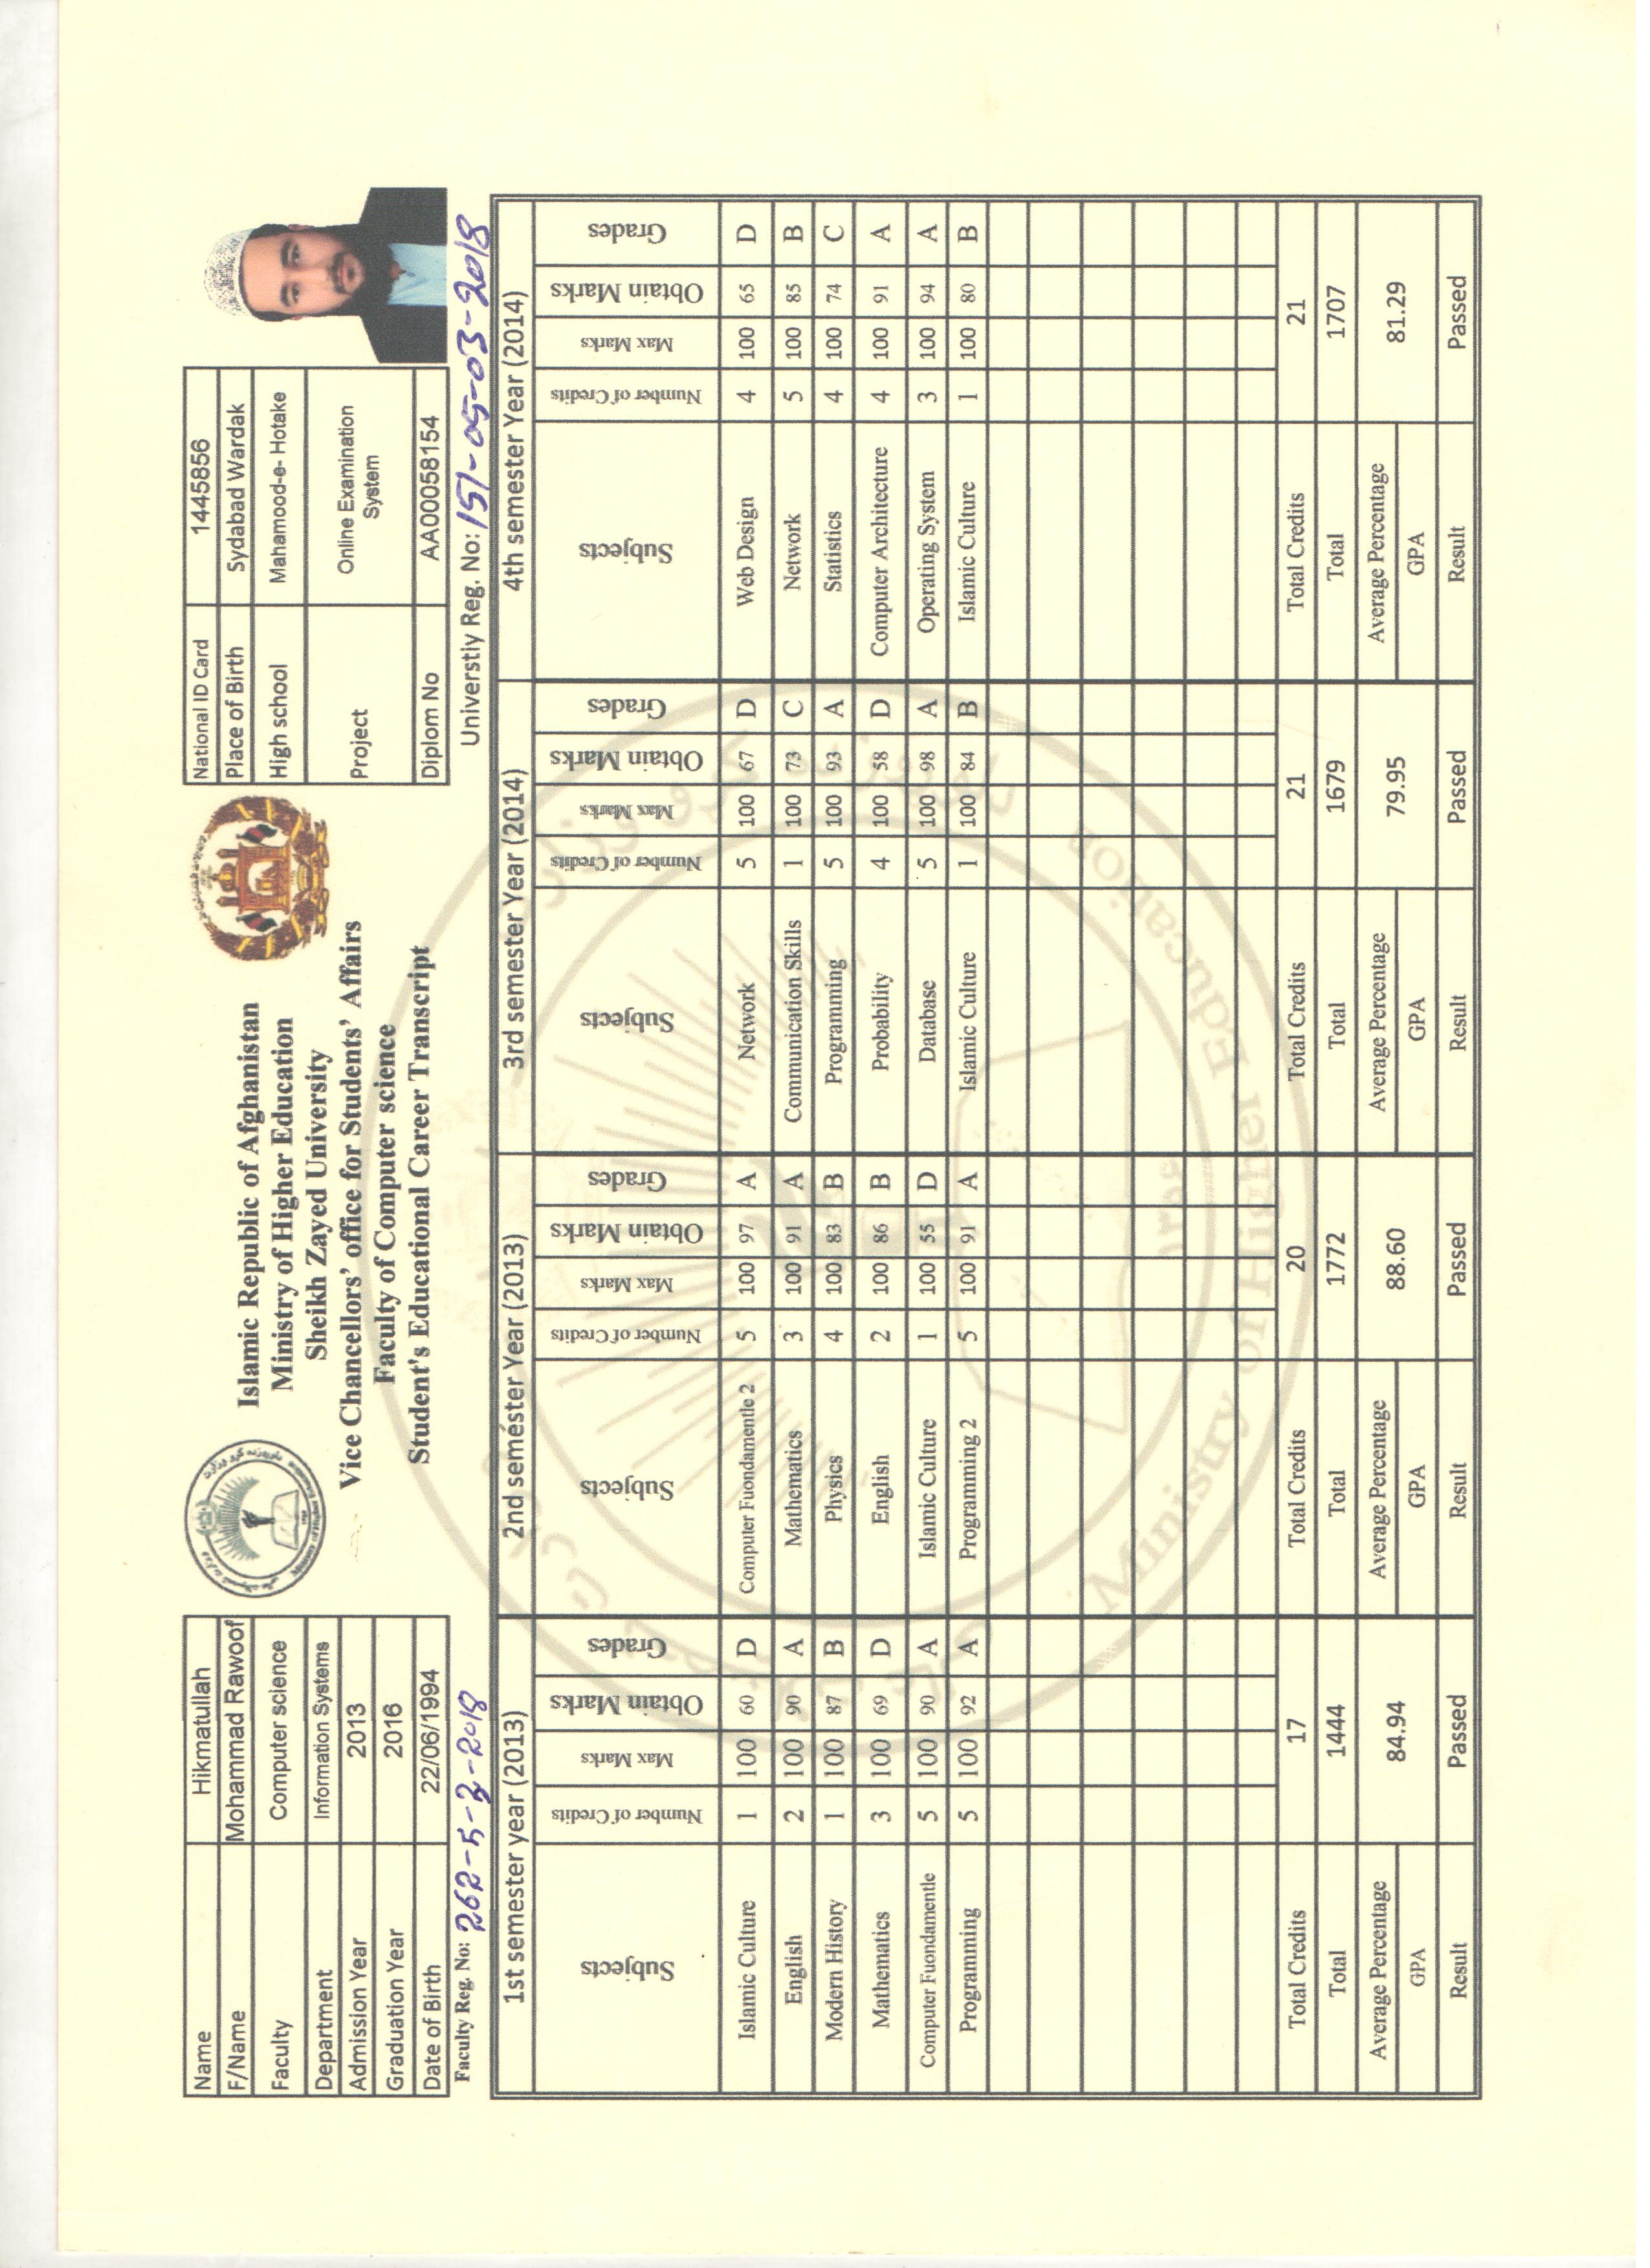 Name Hikmatullah
F/Name Mohammad Rawoof
Faculty Computer science
Department Information Systems
Admission Year 2013
Graduation Year 2016
Date of Birth 22/06/1994
Faculty Reg. No: 262-5-3-2018
Ministry of Higher Education
Islamic Republic of Afghanistan
Ministry of Higher Education
Sheikh Zayed University
Vice Chancellors' office for Students' Affairs
Faculty of Computer science
Student's Educational Career Transcript
National ID Card 1445856
Place of Birth Sydabad Wardak
High school Mahamood-e- Hotake
Project Online Examination
System
Diplom No AA00058154
Universtiy Reg. No: 151-05-03-2018
1st semester year (2013) 2nd semester Year (2013) 3rd semester Year (2014) 4th semester Year (2014)
Subjects Number of Credits Max Marks Obtain Marks Grades Subjects Number of Credits Max Marks Obtain Marks Grades Subjects Number of Credits Max Marks Obtain Marks Grades Subjects Number of Credits Max Marks Obtain Marks Grades
Islamic Culture 1 100 60 D Computer Fuondamentle 2 5 100 97 A Network 5 100 67 D Web Design 4 100 65 D
English 2 100 90 A Mathematics 3 100 91 A Communication Skills 1 100 73 C Network 5 100 85 B
Modern History 1 100 87 B Physics 4 100 83 B Programming 5 100 93 A Statistics 4 100 74 C
Mathematics 3 100 69 D English 2 100 86 B Probability 4 100 58 D Computer Architecture 4 100 91 A
Computer Fuondamentle 5 100 90 A Islamic Culture 1 100 55 D Database 5 100 98 A Operating System 3 100 94 A
Programming 5 100 92 A Programming 2 5 100 91 A Islamic Culture 1 100 84 B Islamic Culture 1 100 80 B
۱۳۵۶
Ministry of Higher Education
Total Credits 17 Total Credits 20 Total Credits 21 Total Credits 21
Total 1444 Total 1772 Total 1679 Total 1707
Average Percentage 84.94 Average Percentage 88.60 Average Percentage 79.95 Average Percentage 81.29
GPA GPA GPA GPA
Result Passed Result Passed Result Passed Result Passed